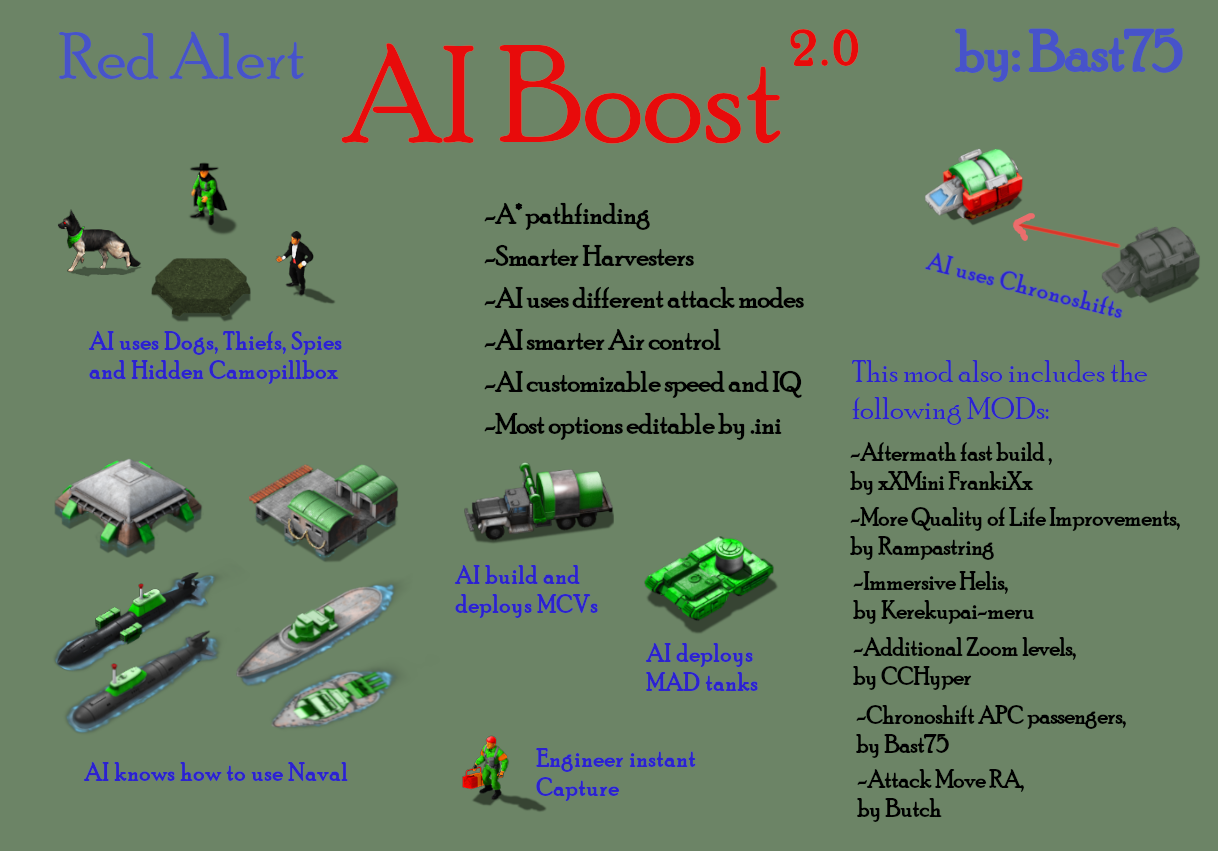 Red Alert
AI Boost 2.0
by: Bast75
AI uses Dogs, Thiefs, Spies
and Hidden Camopillbox
~A* pathfinding
~Smarter Harvesters
~AI uses different attack modes
~AI smarter Air control
~AI customizable speed and IQ
~Most options editable by .ini
AI uses Chronoshifts
This mod also includes the
following MODs:
~Aftermath fast build ,
by xXMini FrankiXx
~More Quality of Life Improvements,
by Rampastring
~Immersive Helis,
by Kerekupai-meru
~Additional Zoom levels,
by CCHyper
~Chronoshift APC passengers,
by Bast75
~Attack Move RA,
by Butch
AI build and
deploys MCVs
AI deploys
MAD tanks
AI knows how to use Naval
Engineer instant
Capture